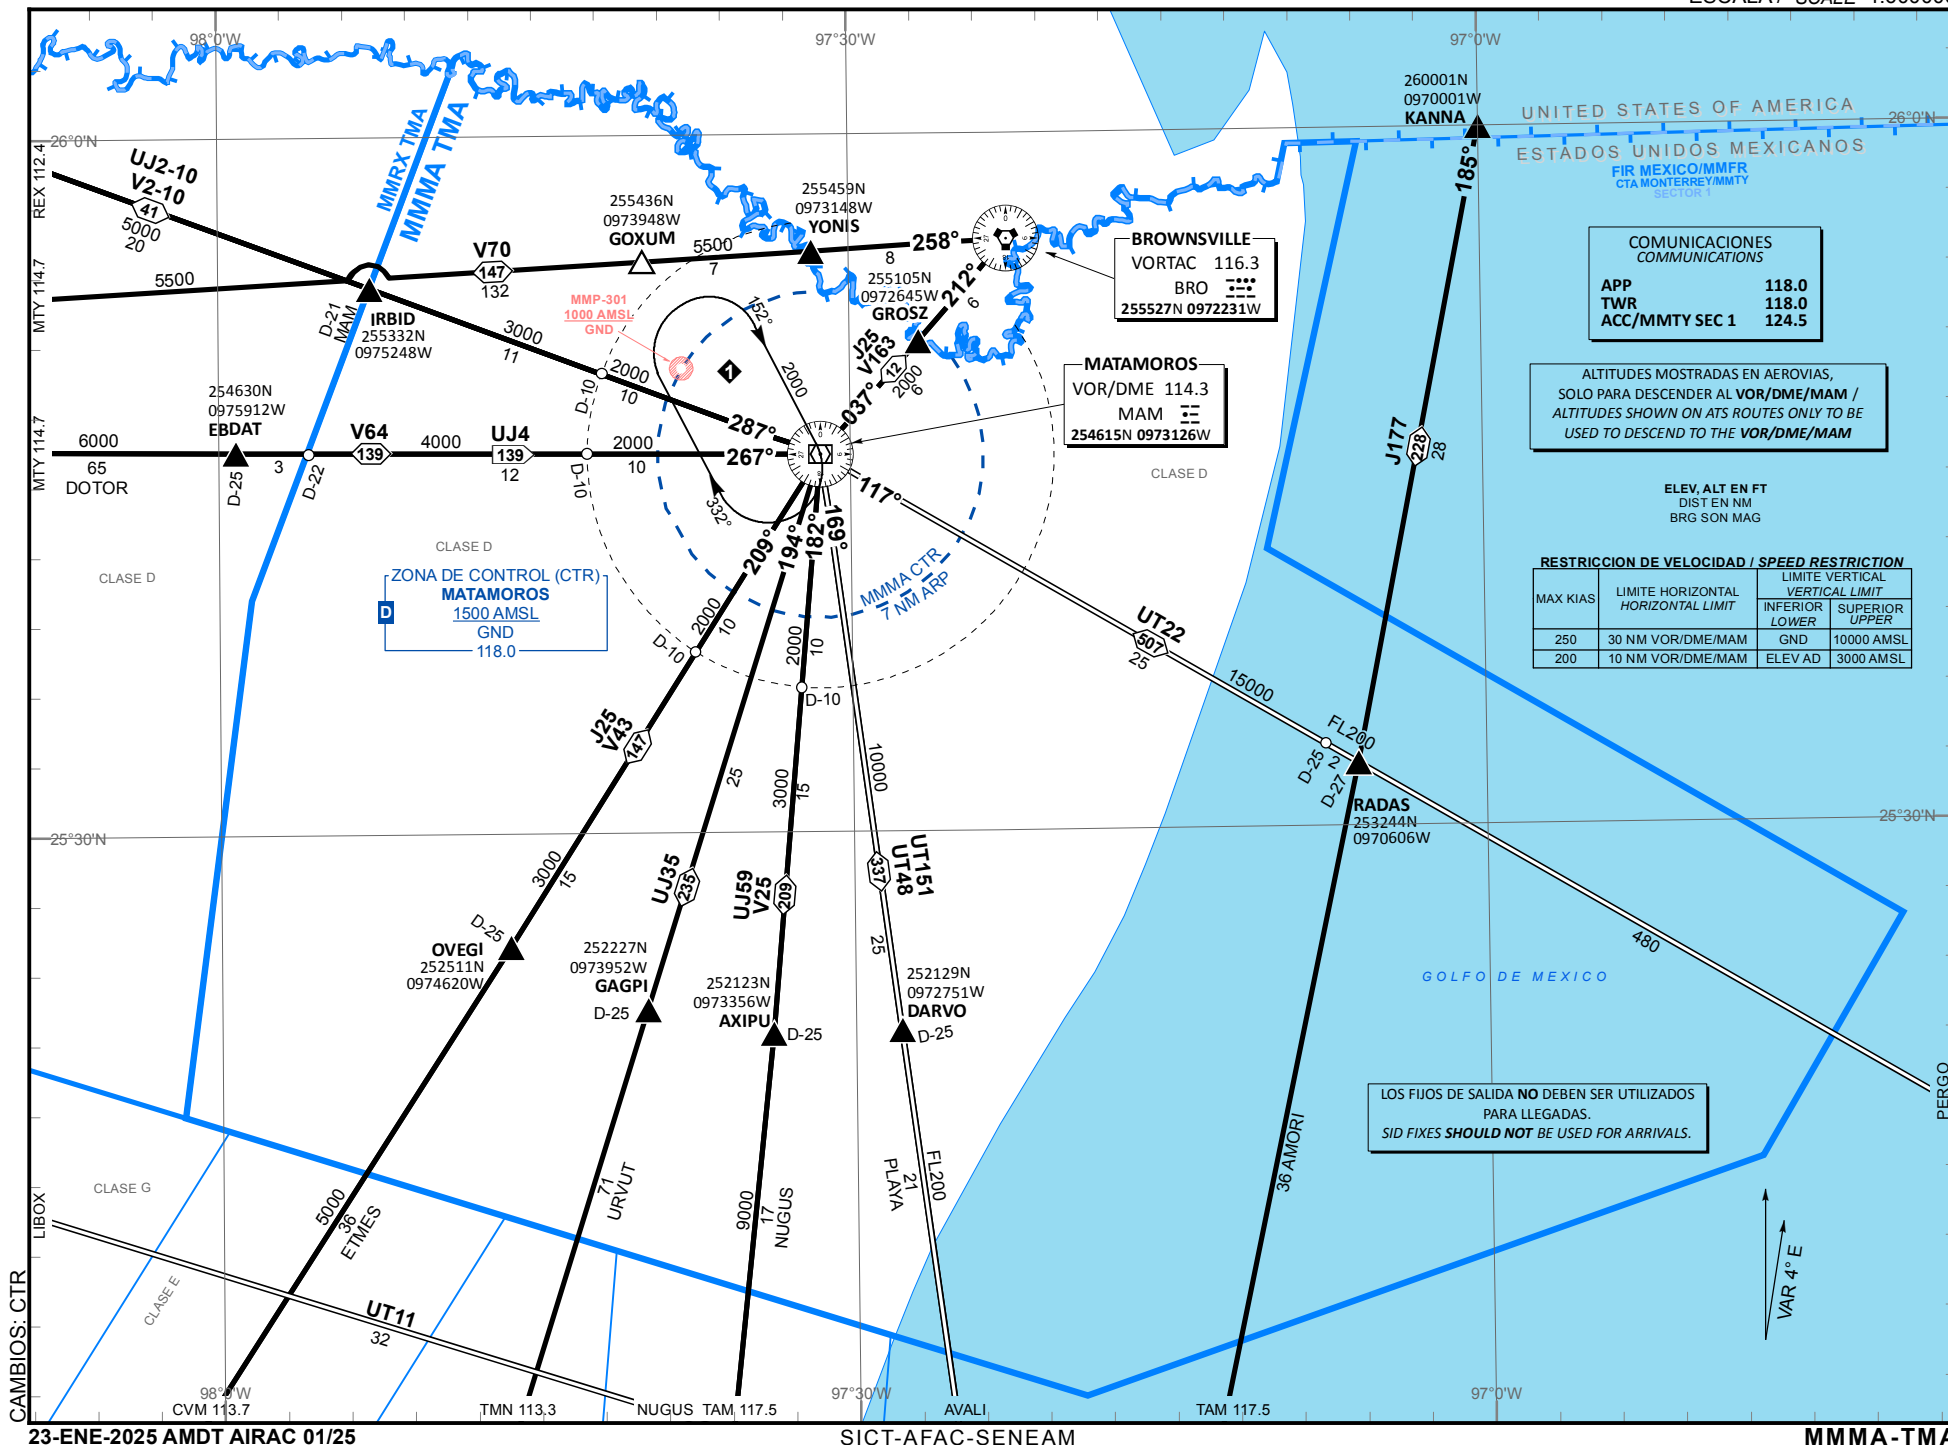 98°0'W
97°30'W
97°0'W
260001N
0970001W
KANNA
UNITED STATES OF AMERICA
26°0'N
ESTADOS UNIDOS MEXICANOS
FIR MEXICO/MMFR
CTA MONTERREY/MMTY
SECTOR 1
26°0'N
REX 112.4
UJ2-10
V2-10
41
5000
20
MMRX TMA
MMMA TMA
185°
255436N
0973948W
GOXUM
255459N
0973148W
YONIS
5500
7
258°
8
V70
147
132
5500
MTY 114.7
BROWNSVILLE
VORTAC 116.3
BRO
255527N 0972231W
COMUNICACIONES
COMMUNICATIONS
APP 118.0
TWR 118.0
ACC/MMTY SEC 1 124.5
255105N
0972645W
GROSZ
212°
6
MMP-301
1000 AMSL
GND
152°
D-21
MAM
IRBID
255332N
0975248W
3000
11
2000
10
D-10
1
2000
J25
V163
12
2000
6
037°
287°
MATAMOROS
VOR/DME 114.3
MAM
254615N 0973126W
ALTITUDES MOSTRADAS EN AEROVIAS,
SOLO PARA DESCENDER AL VOR/DME/MAM /
ALTITUDES SHOWN ON ATS ROUTES ONLY TO BE
USED TO DESCEND TO THE VOR/DME/MAM
254630N
0975912W
EBDAT
6000
65
DOTOR
MTY 114.7
D-25
3
D-22
V64
139
4000
UJ4
139
12
D-10
2000
10
267°
332°
117°
J177
228
28
CLASE D
ELEV, ALT EN FT
DIST EN NM
BRG SON MAG
CLASE D
CLASE D
ZONA DE CONTROL (CTR)
MATAMOROS
1500 AMSL
GND
118.0
D
209°
194°
182°
169°
MMMA CTR
7 NM ARP
RESTRICCION DE VELOCIDAD / SPEED RESTRICTION
MAX KIAS
LIMITE HORIZONTAL
HORIZONTAL LIMIT
LIMITE VERTICAL
VERTICAL LIMIT
INFERIOR
LOWER
SUPERIOR
UPPER
250 30 NM VOR/DME/MAM GND 10000 AMSL
200 10 NM VOR/DME/MAM ELEV AD 3000 AMSL
2000
10
D-10
2000
10
D-10
UT22
507
25
15000
FL200
2
D-25
D-27
RADAS
253244N
0970606W
J25
V43
147
25
3000
15
10000
25°30'N
25°30'N
3000
15
UJ35
235
UJ59
V25
209
337
UT151
UT48
25
D-25
OVEGI
252511N
0974620W
252227N
0973952W
GAGPI
D-25
252123N
0973356W
AXIPU
D-25
252129N
0972751W
DARVO
D-25
480
GOLFO DE MEXICO
PERGO
LOS FIJOS DE SALIDA NO DEBEN SER UTILIZADOS
PARA LLEGADAS.
SID FIXES SHOULD NOT BE USED FOR ARRIVALS.
36 AMORI
CLASE G
LIBOX
5000
36
ETMES
71
URVUT
9000
17
NUGUS
FL200
21
PLAYA
VAR 4° E
CLASE E
UT11
32
98°0'W
97°30'W
97°0'W
CVM 113.7
TMN 113.3
NUGUS
TAM 117.5
AVALI
TAM 117.5
CAMBIOS: CTR
23-ENE-2025 AMDT AIRAC 01/25
SICT-AFAC-SENEAM
MMMA-TMA